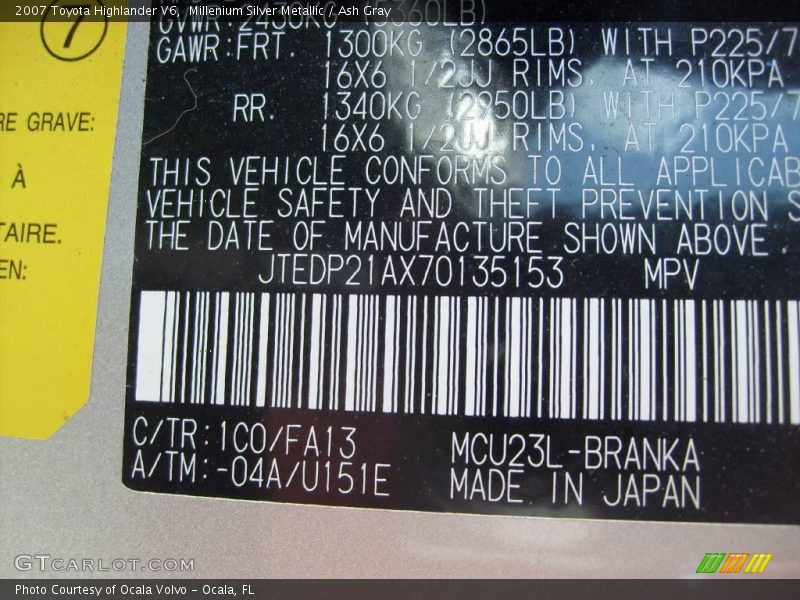 2007 Toyota Highlander V6, Millenium Silver Metallic / Ash Gray
7
RE GRAVE:
À
TAIRE.
EN:
GAWR:FRT. 1300KG (2865LB) WITH P225/7
16X6 1/2JJ RIMS. AT 210KPA
RR. 1340KG (2950LB) WITH P225/7
16X6 1/2JJ RIMS. AT 210KPA
THIS VEHICLE CONFORMS TO ALL APPLICAB
VEHICLE SAFETY AND THEFT PREVENTION S
THE DATE OF MANUFACTURE SHOWN ABOVE.
JTEDP21AX70135153 MPV
C/TR:1C0/FA13 MCU23L-BRANKA
A/TM:-04A/U151E MADE IN JAPAN
GTCARLOT.COM
Photo Courtesy of Ocala Volvo - Ocala, FL